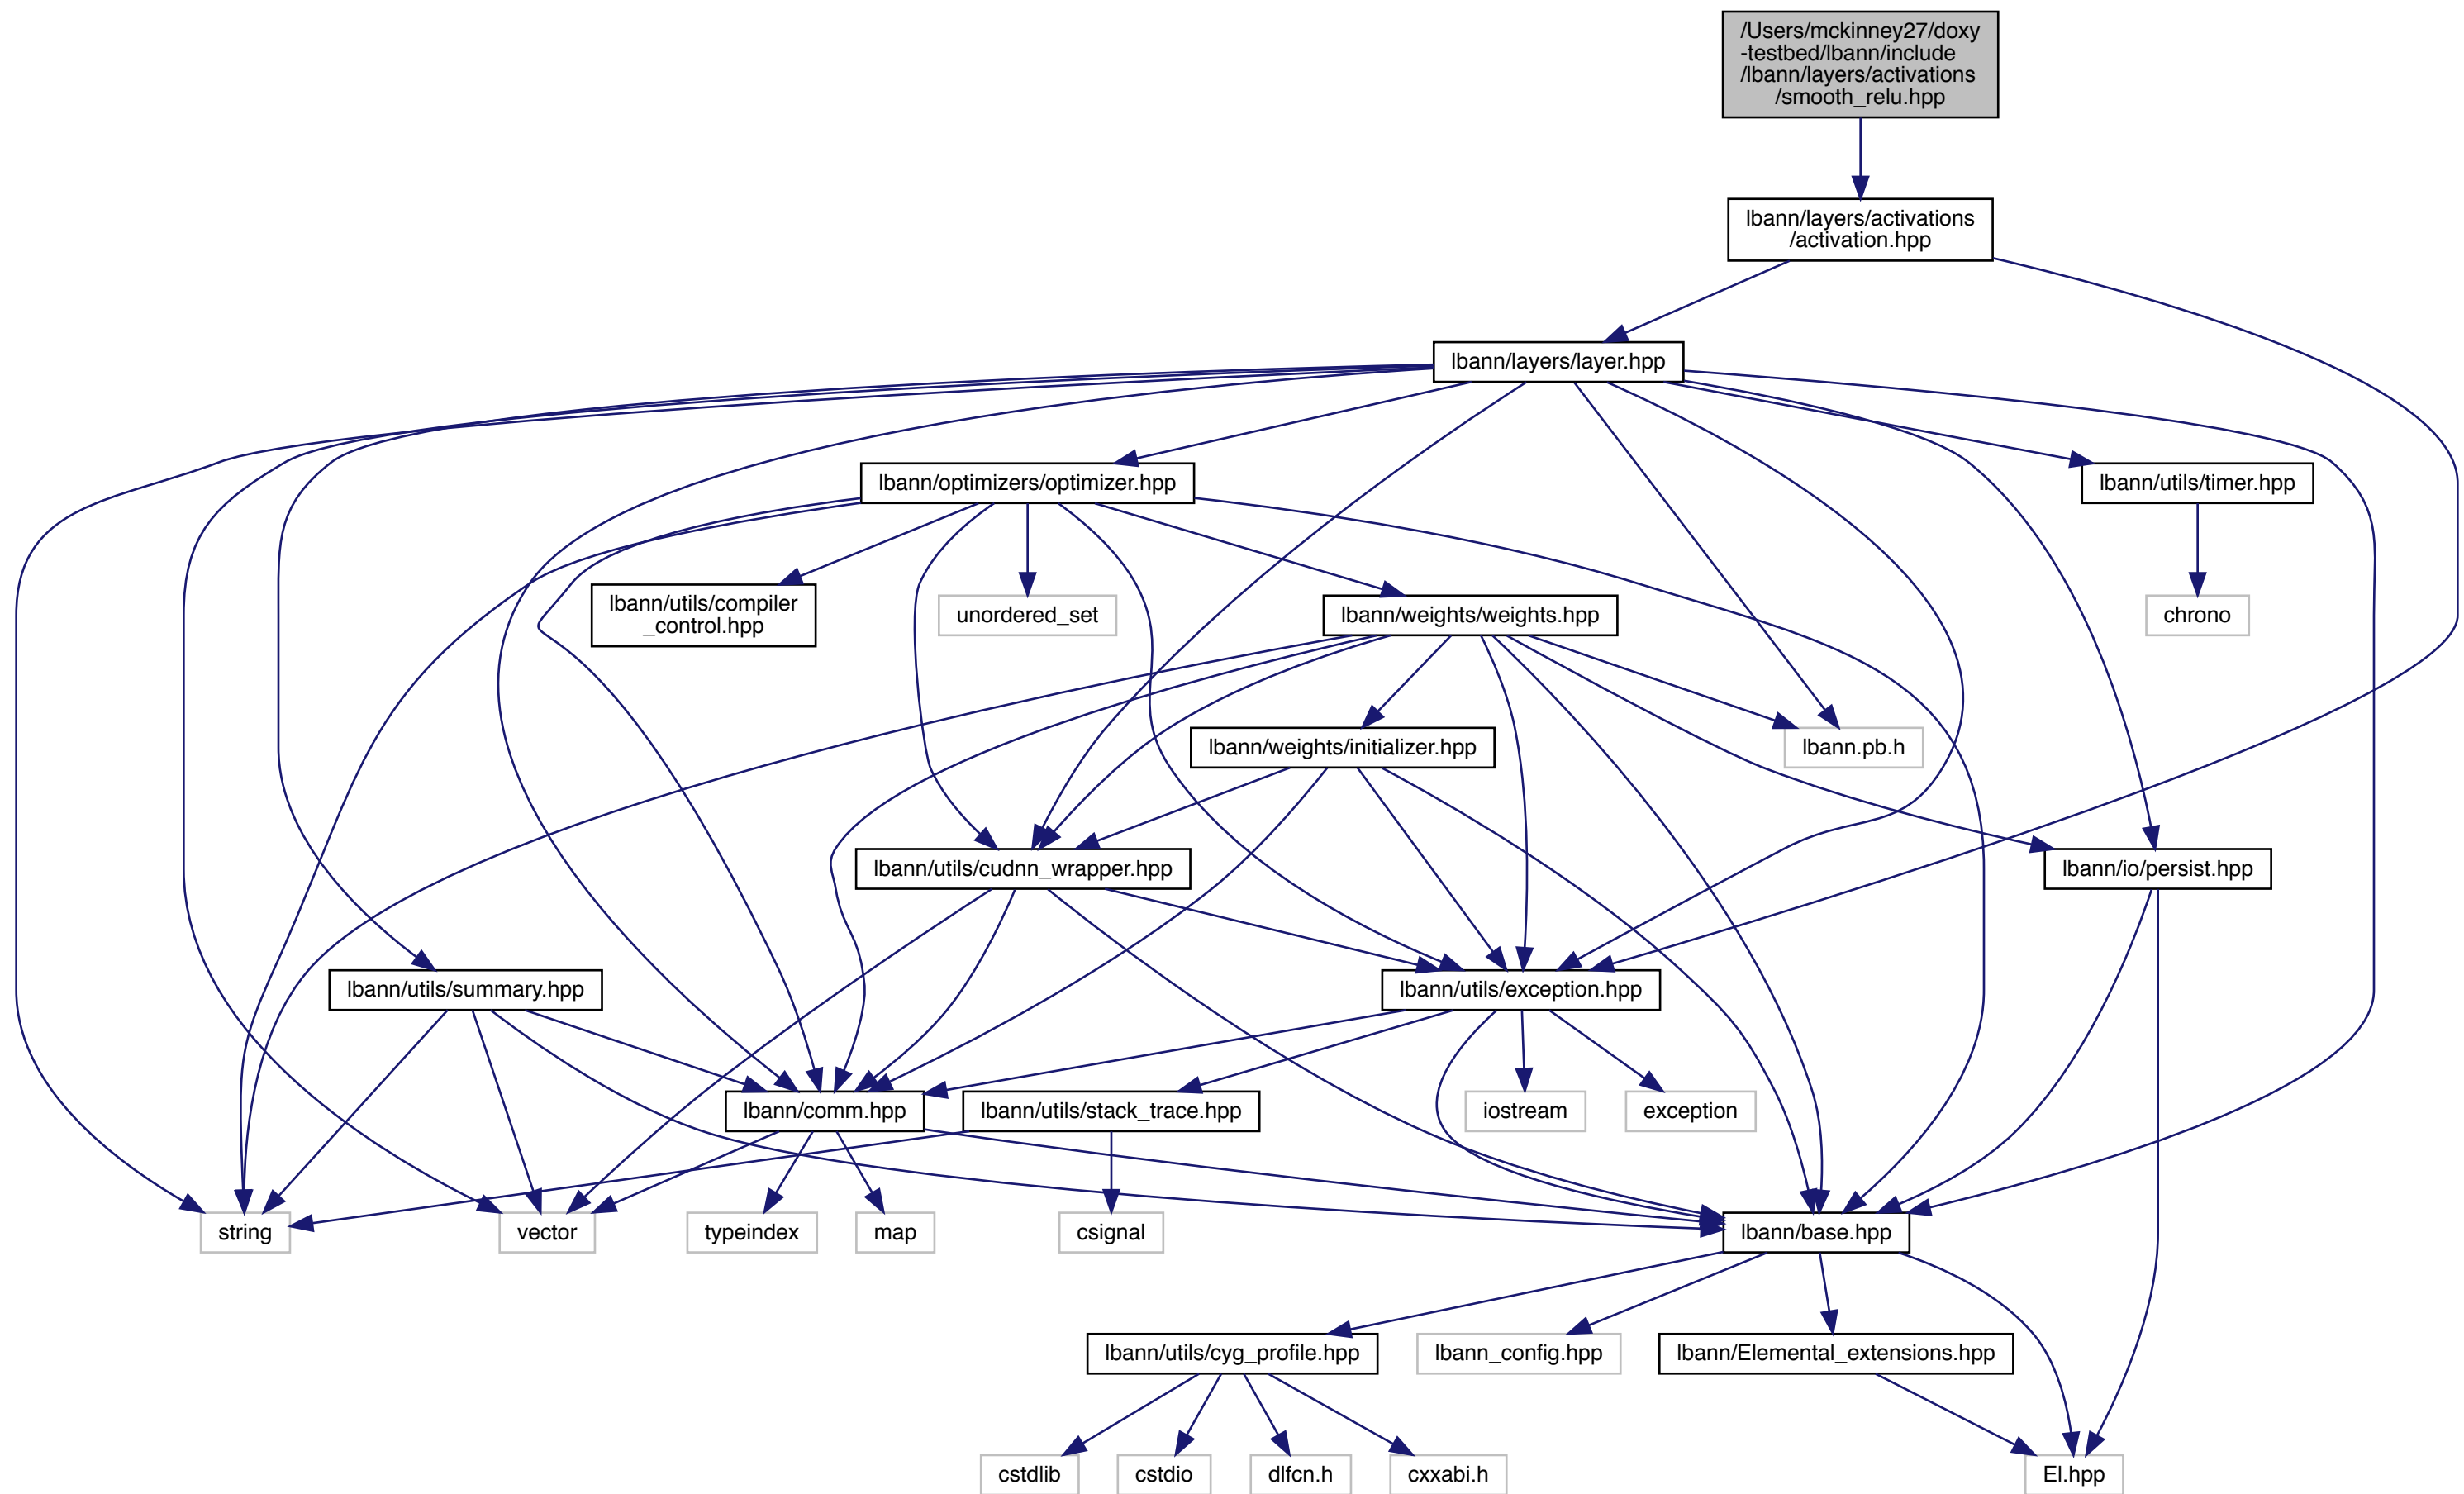 /Users/mckinney27/doxy
-testbed/lbann/include
/lbann/layers/activations
/smooth_relu.hpp
lbann/layers/activations
/activation.hpp
lbann/layers/layer.hpp
lbann/optimizers/optimizer.hpp
lbann/utils/timer.hpp
lbann/utils/compiler
_control.hpp
unordered_set
lbann/weights/weights.hpp
chrono
lbann/weights/initializer.hpp
lbann.pb.h
lbann/utils/cudnn_wrapper.hpp
lbann/io/persist.hpp
lbann/utils/summary.hpp
lbann/utils/exception.hpp
lbann/comm.hpp
lbann/utils/stack_trace.hpp
iostream
exception
string
vector
typeindex
map
csignal
lbann/base.hpp
lbann/utils/cyg_profile.hpp
lbann_config.hpp
lbann/Elemental_extensions.hpp
cstdlib
cstdio
dlfcn.h
cxxabi.h
El.hpp